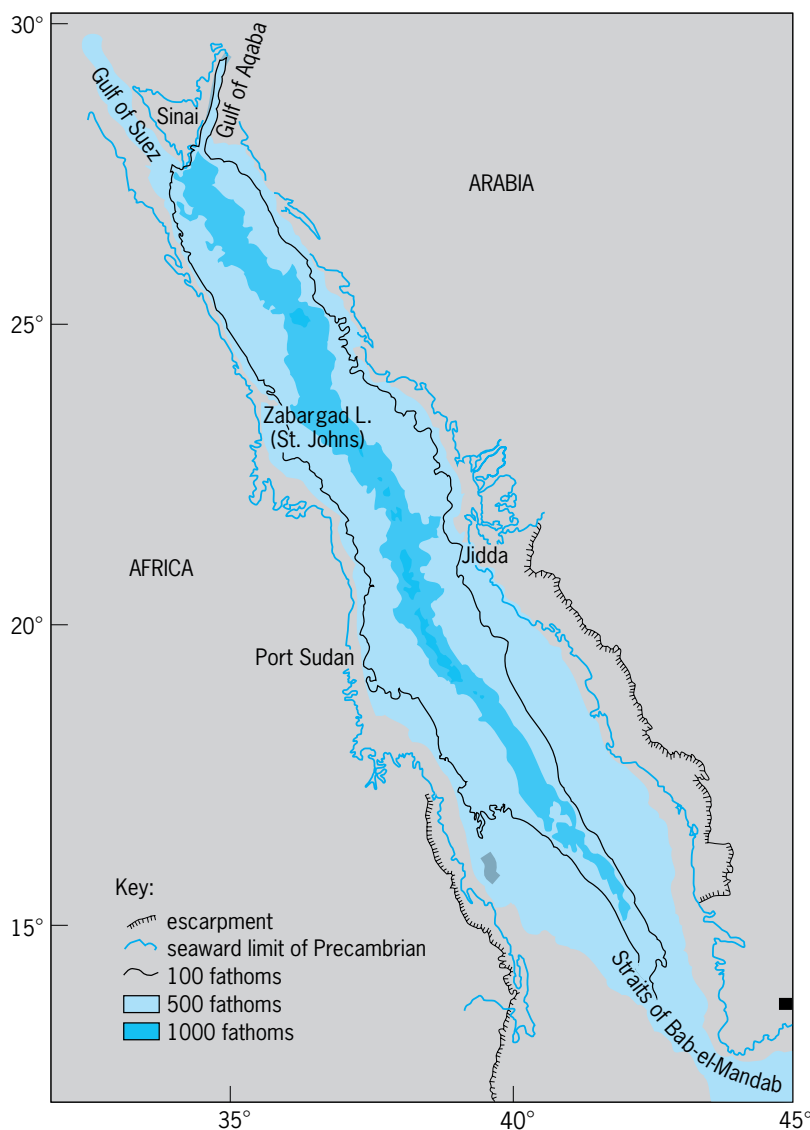 30°
Gulf of Suez
Sinai
Gulf of Aqaba
ARABIA
25°
Zabargad L.
(St. Johns)
Jidda
AFRICA
20°
Port Sudan
Key:
escarpment
seaward limit of Precambrian
100 fathoms
500 fathoms
1000 fathoms
15°
Straits of Bab-el-Mandab
35°
40°
45°